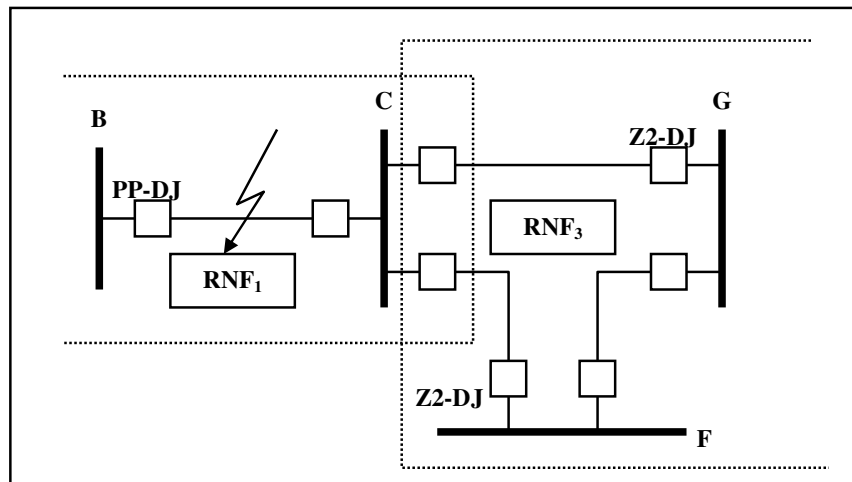 B
C
G
PP-DJ
Z2-DJ
RNF₁
RNF₃
Z2-DJ
F